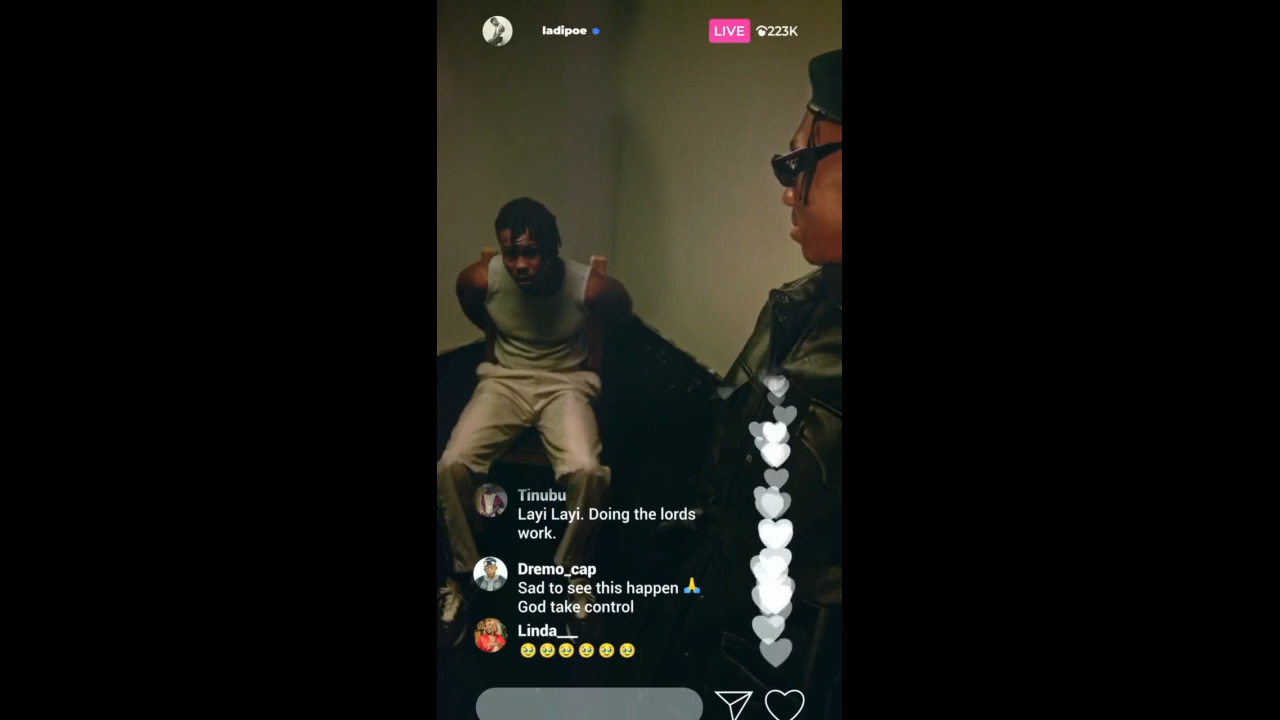 ladipoe
LIVE 223K
Tinubu
Layi Layi. Doing the lords
work.
Dremo_cap
Sad to see this happen 🙏
God take control
Linda__
🥹🥹🥹🥹🥹🥹